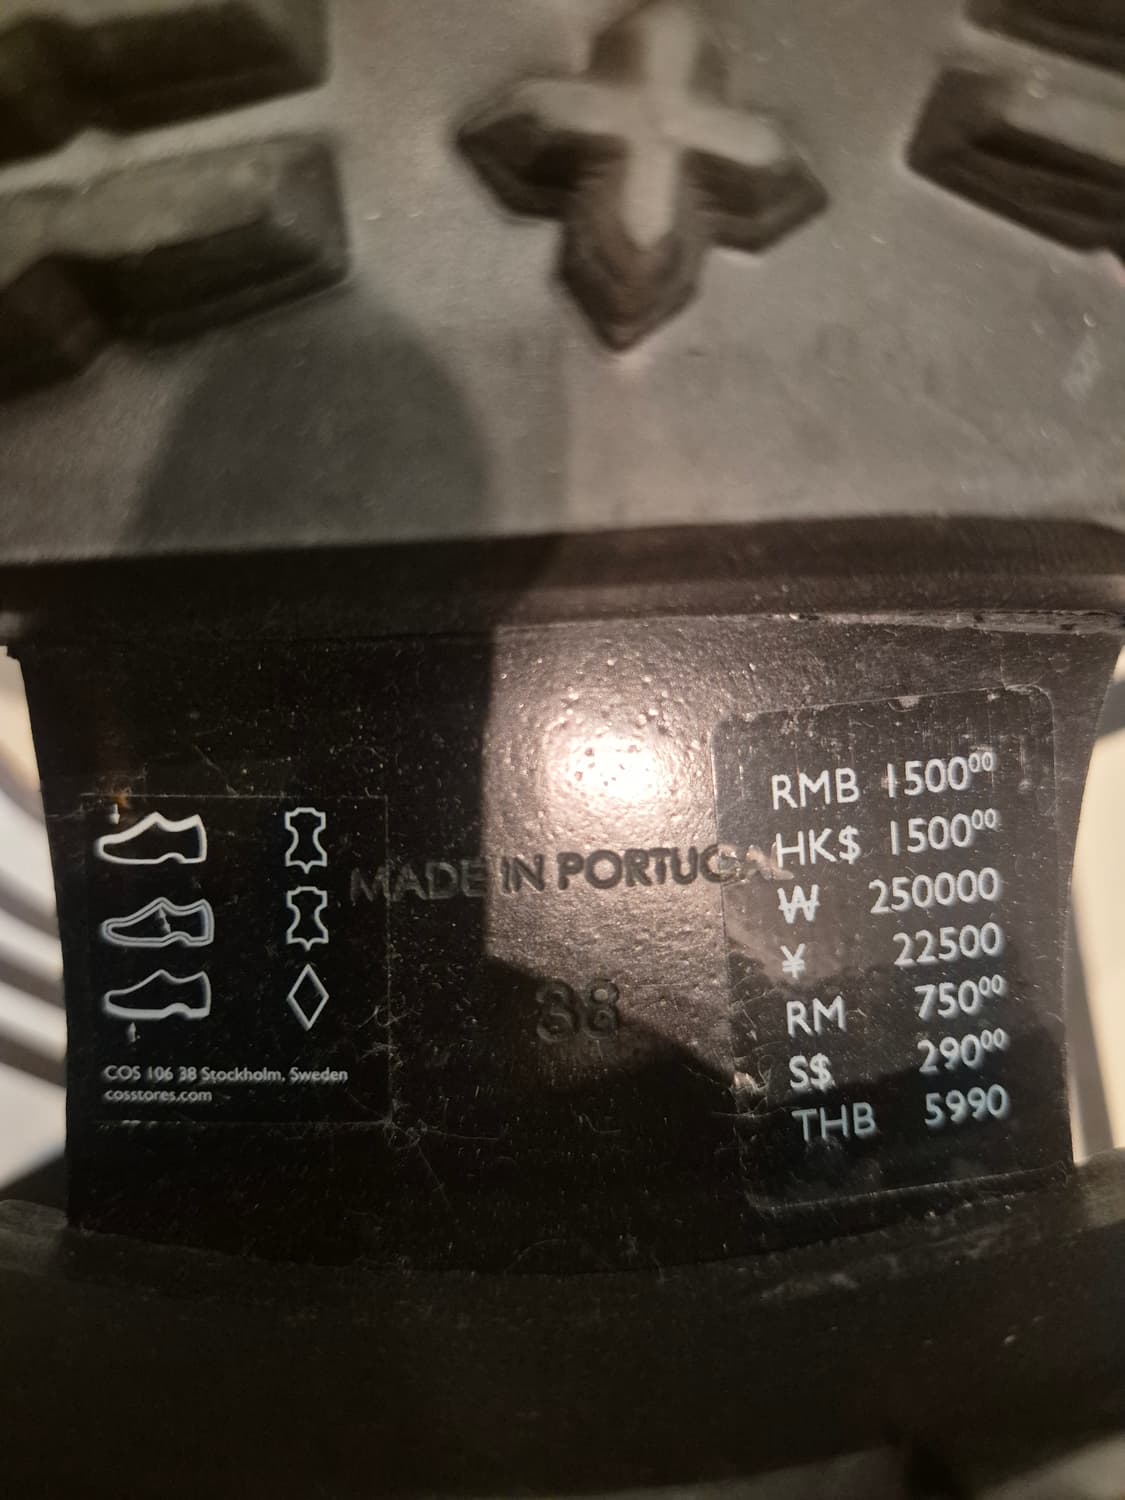 MADE IN PORTUGAL
38
COS 106 38 Stockholm, Sweden
cosstores.com
RMB 1500⁰⁰
HK$ 1500⁰⁰
₩ 250000
¥ 22500
RM 750⁰⁰
S$ 290⁰⁰
THB 5990